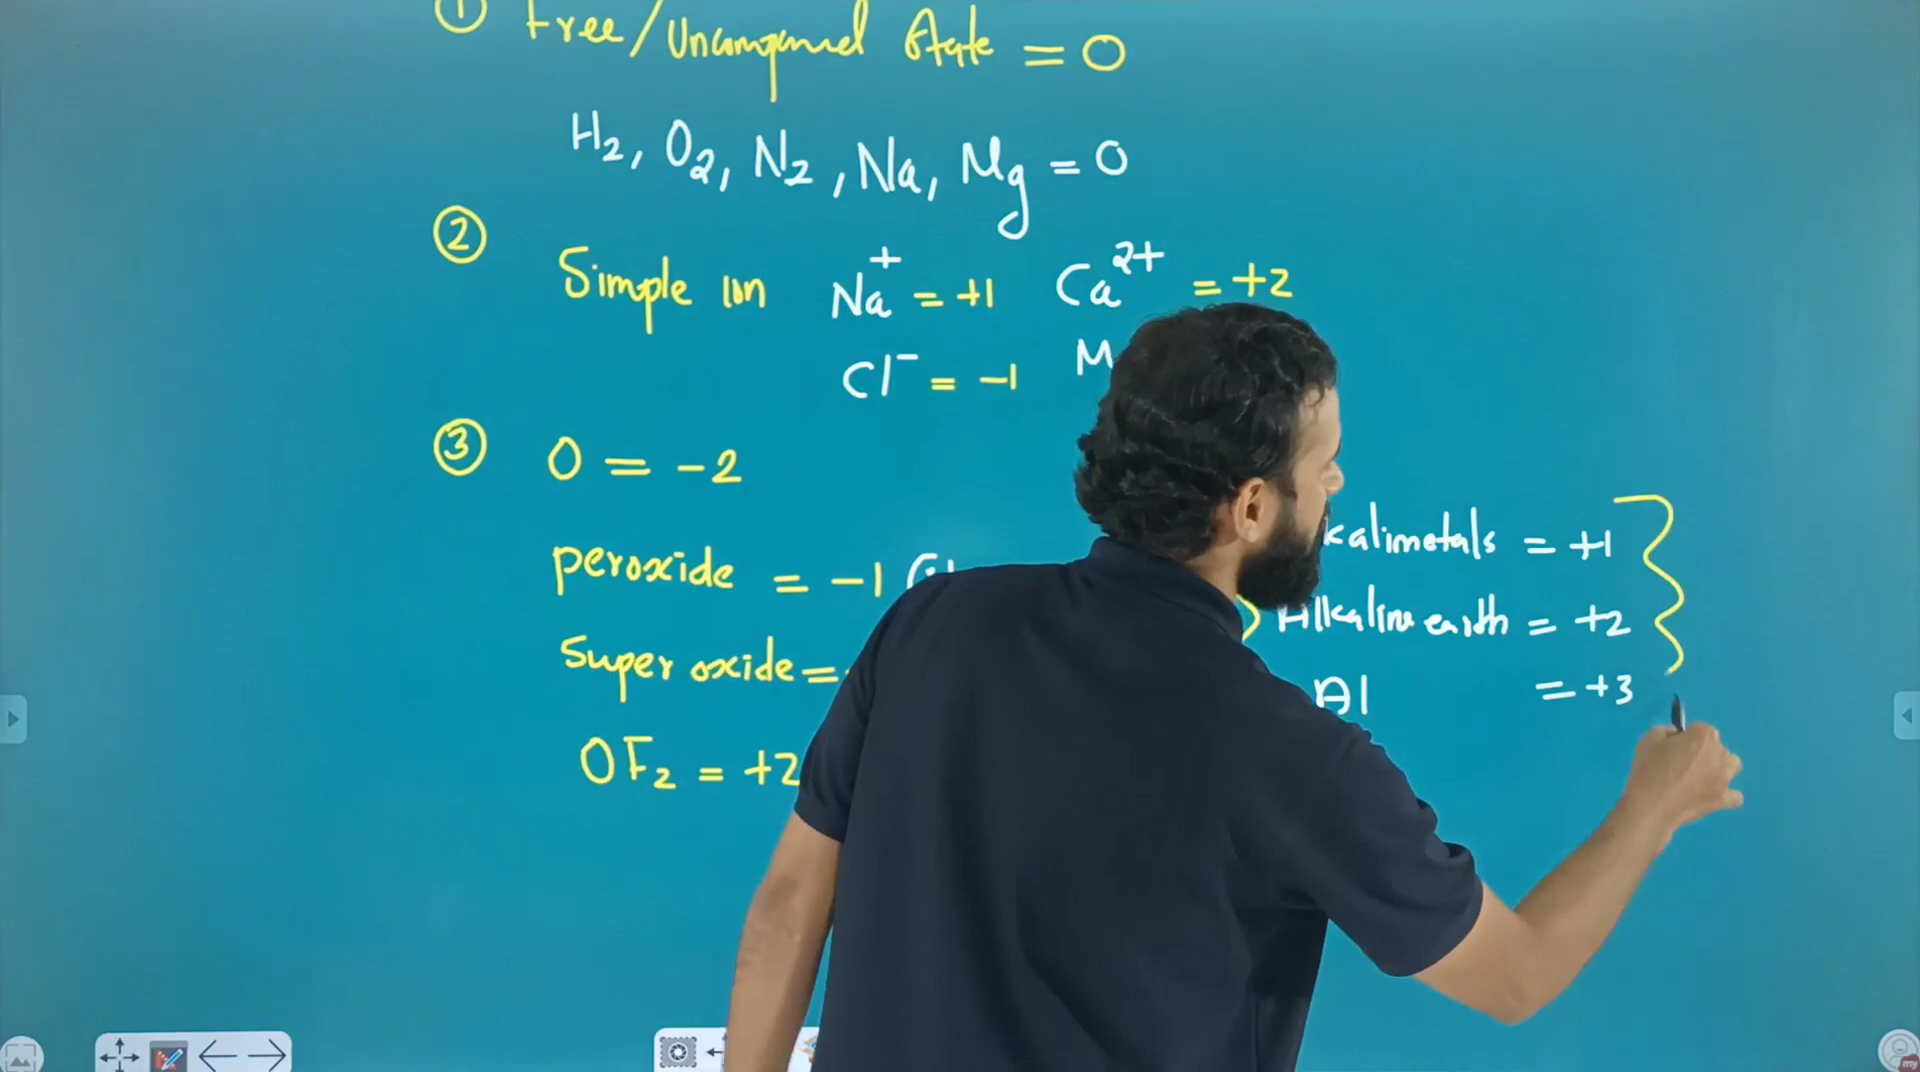 ① Free/Uncompained State = 0
H₂, O₂, N₂, Na, Mg = 0
②
Simple ion Na⁺ = +1 Ca²⁺ = +2
Cl⁻ = -1 M
③ O = -2
peroxide = -1
Super oxide =
OF₂ = +2
kalimetals = +1
Alkaline earth = +2
Al = +3